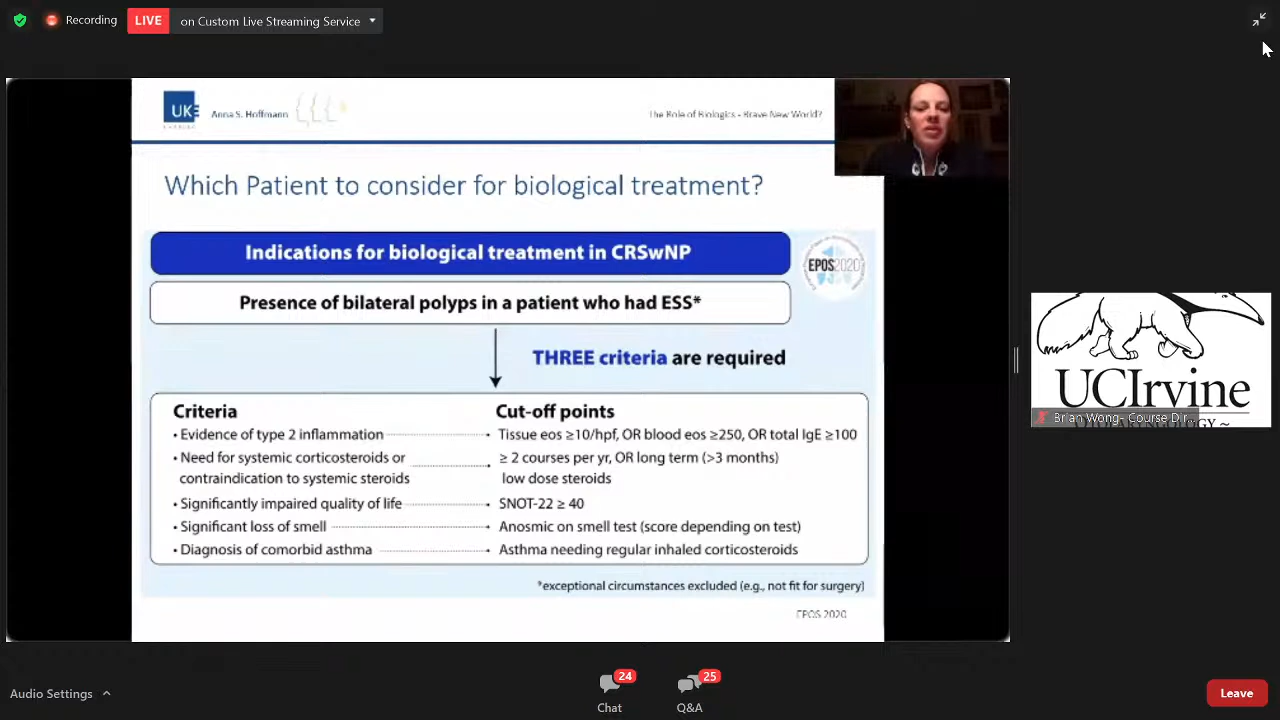 Recording
LIVE
on Custom Live Streaming Service
UKE
Anna S. Hoffmann
The Role of Biologics - Brave New World?
Which Patient to consider for biological treatment?
Indications for biological treatment in CRSwNP
EPOS2020
Presence of bilateral polyps in a patient who had ESS*
THREE criteria are required
Criteria Cut-off points
• Evidence of type 2 inflammation Tissue eos ≥10/hpf, OR blood eos ≥250, OR total IgE ≥100
• Need for systemic corticosteroids or ≥ 2 courses per yr, OR long term (>3 months)
contraindication to systemic steroids low dose steroids
• Significantly impaired quality of life SNOT-22 ≥ 40
• Significant loss of smell Anosmic on smell test (score depending on test)
• Diagnosis of comorbid asthma Asthma needing regular inhaled corticosteroids
*exceptional circumstances excluded (e.g., not fit for surgery)
EPOS 2020
UCIrvine
Brian Wong- Course Dir...
Audio Settings
24
Chat
25
Q&A
Leave